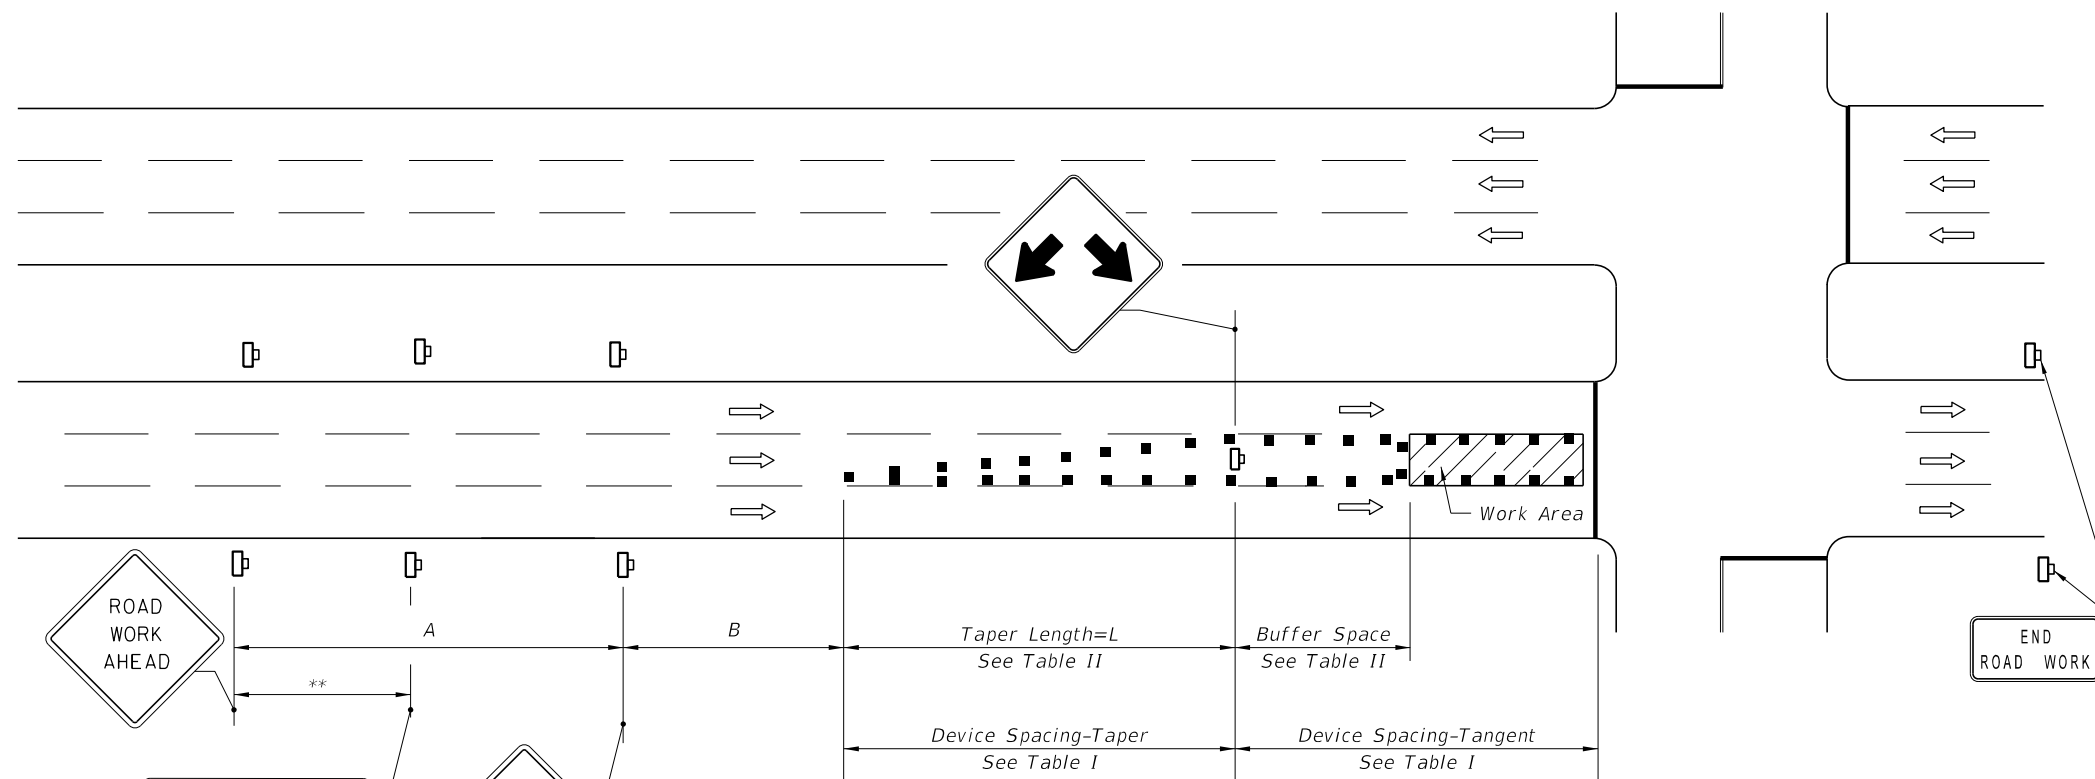 Work Area
ROAD
WORK
AHEAD
A
B
Taper Length=L
See Table II
Buffer Space
See Table II
**
END
ROAD WORK
Device Spacing-Taper
See Table I
Device Spacing-Tangent
See Table I